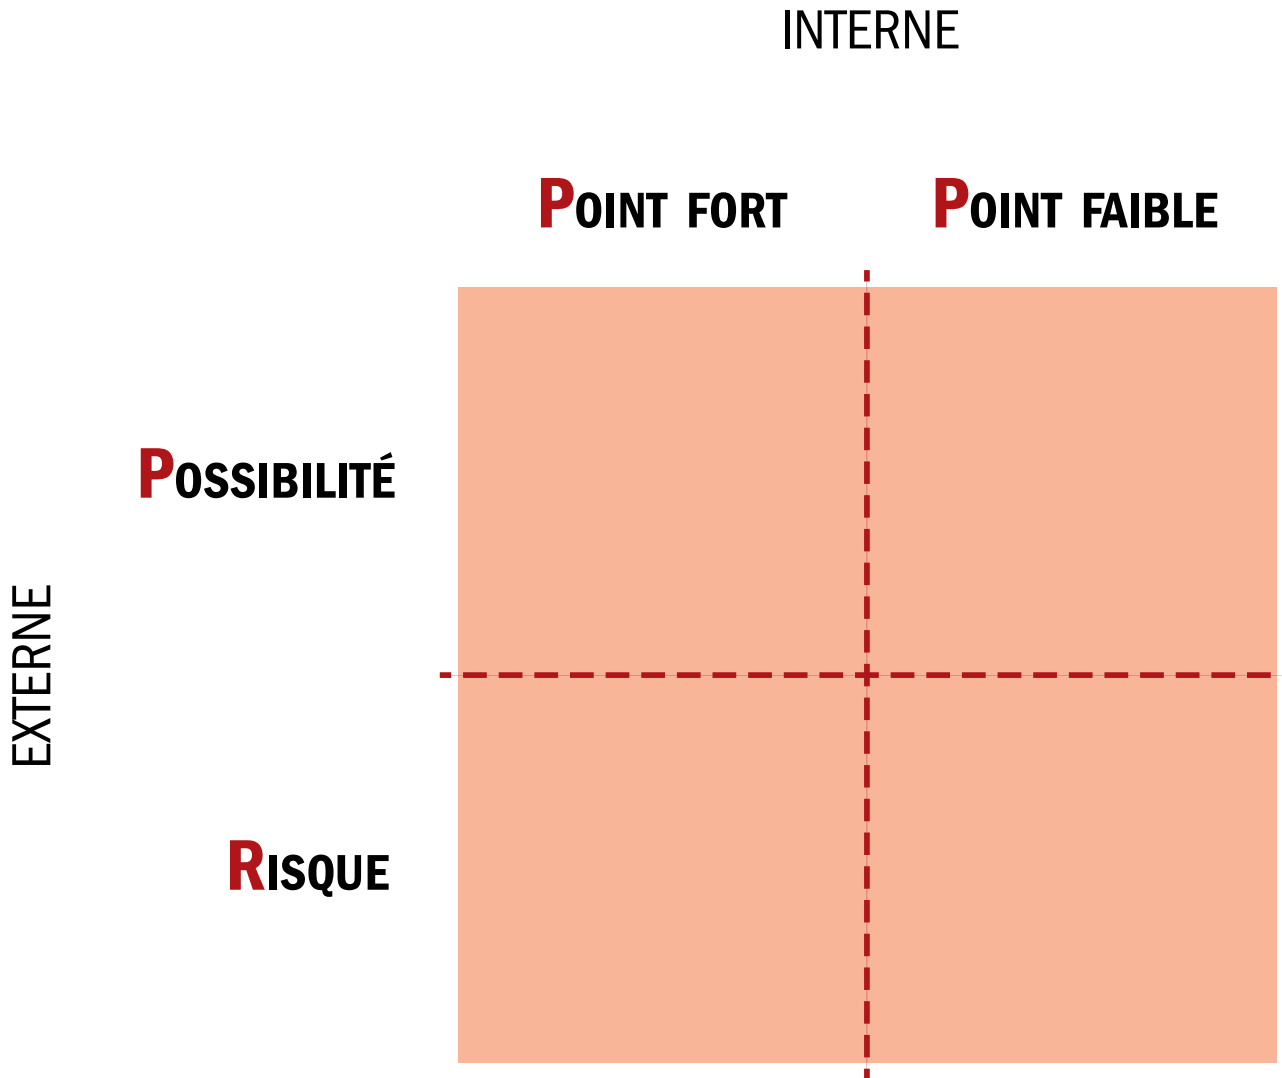 INTERNE
POINT FORT
POINT FAIBLE
POSSIBILITÉ
EXTERNE
RISQUE